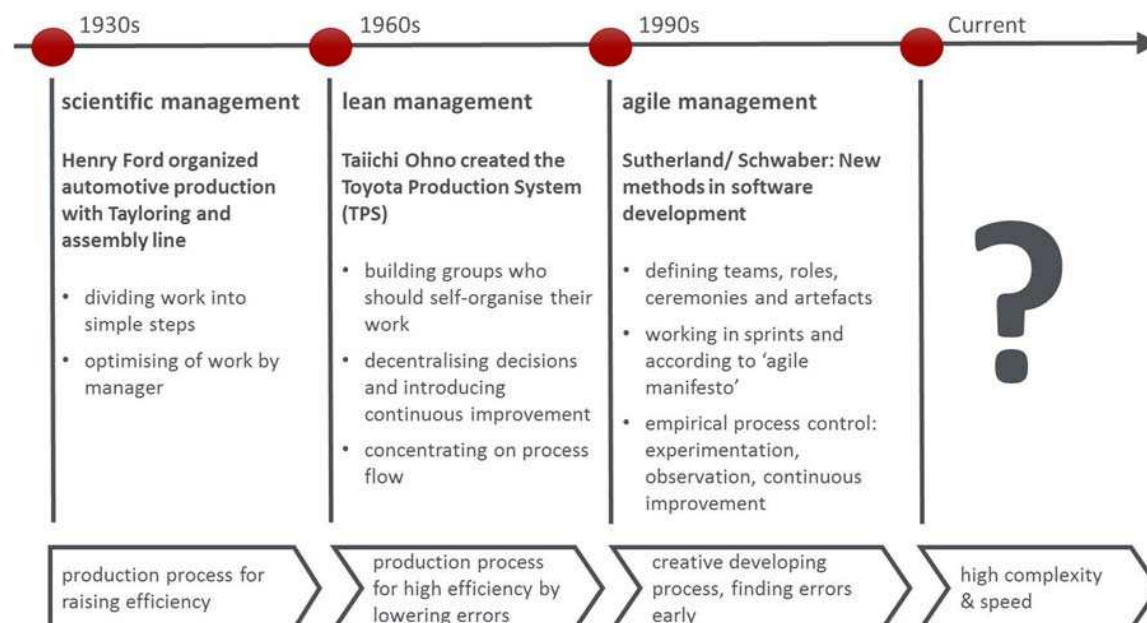 1930s
1960s
1990s
Current
scientific management
Henry Ford organized
automotive production
with Tayloring and
assembly line
• dividing work into
simple steps
• optimising of work by
manager
lean management
Taiichi Ohno created the
Toyota Production System
(TPS)
• building groups who
should self-organise their
work
• decentralising decisions
and introducing
continuous improvement
• concentrating on process
flow
agile management
Sutherland/ Schwaber: New
methods in software
development
• defining teams, roles,
ceremonies and artefacts
• working in sprints and
according to ‘agile
manifesto’
• empirical process control:
experimentation,
observation, continuous
improvement
?
production process for
raising efficiency
production process
for high efficiency by
lowering errors
creative developing
process, finding errors
early
high complexity
& speed